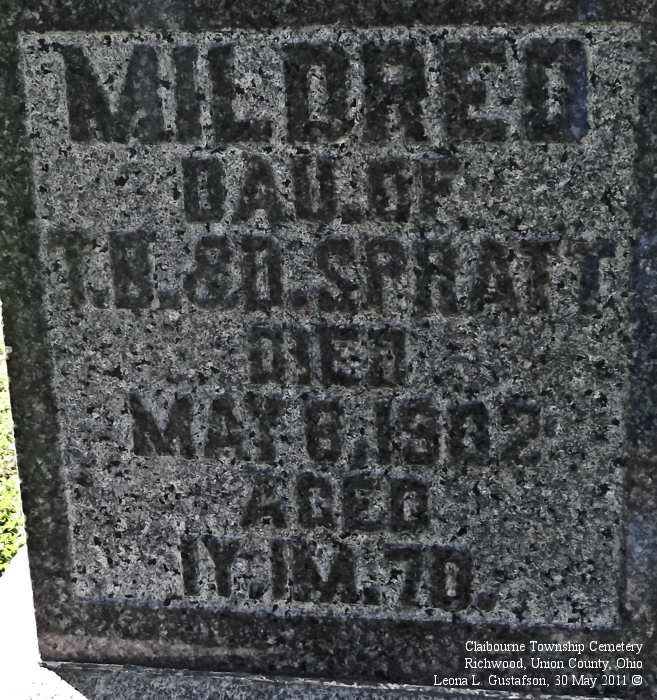 MILDRED
DAU. OF.
T. B. & D. SPRATT
DIED
MAY 6, 1902
AGED
1Y. 1M. 7D.
Claibourne Township Cemetery
Richwood, Union County, Ohio
Leona L. Gustafson, 30 May 2011 ©